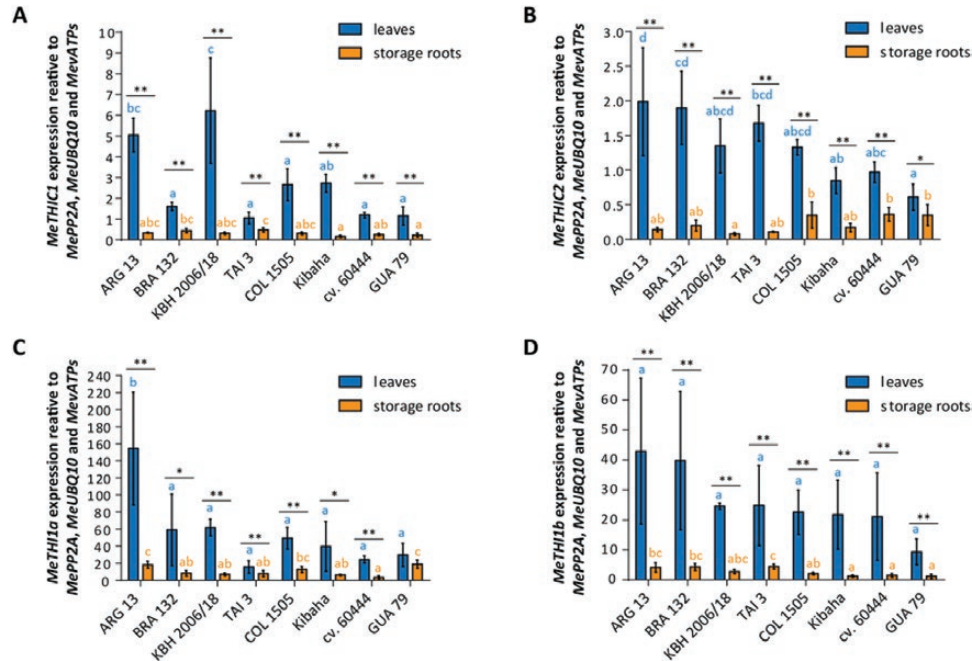 A
MeTHIC1 expression reative to
MePP2A, MeUBQ10 and MevATPs
10
9
8
7
6
5
4
3
2
1
0
leaves
storage roots
** ** ** ** ** ** ** **
bc a c a a ab a a
abc abc abc c abc a ab a
ARG 13
BRA 132
KBH 2006/18
TAI 3
COL 1505
Kibaha
cv. 60444
GUA 79
B
MeTHIC2 expression reative to
MePP2A, MeUBQ10 and MevATPs
3.0
2.5
2.0
1.5
1.0
0.5
0.0
leaves
storage roots
** ** ** ** ** ** ** *
d cd abcd bcd abcd ab abc a
ab ab a ab b ab b b
ARG 13
BRA 132
KBH 2006/18
TAI 3
COL 1505
Kibaha
cv. 60444
GUA 79
C
MeTHI1a expression reative to
MePP2A, MeUBQ10 and MevATPs
240
220
200
180
160
140
120
100
80
60
40
20
0
leaves
storage roots
** * ** ** ** * **
b a a a a a a a
c ab ab ab bc ab a c
ARG 13
BRA 132
KBH 2006/18
TAI 3
COL 1505
Kibaha
cv. 60444
GUA 79
D
MeTHI1b expression reative to
MePP2A, MeUBQ10 and MevATPs
70
60
50
40
30
20
10
0
leaves
storage roots
** ** ** ** ** ** ** **
a a a a a a a a
bc bc abc c ab a ab a
ARG 13
BRA 132
KBH 2006/18
TAI 3
COL 1505
Kibaha
cv. 60444
GUA 79